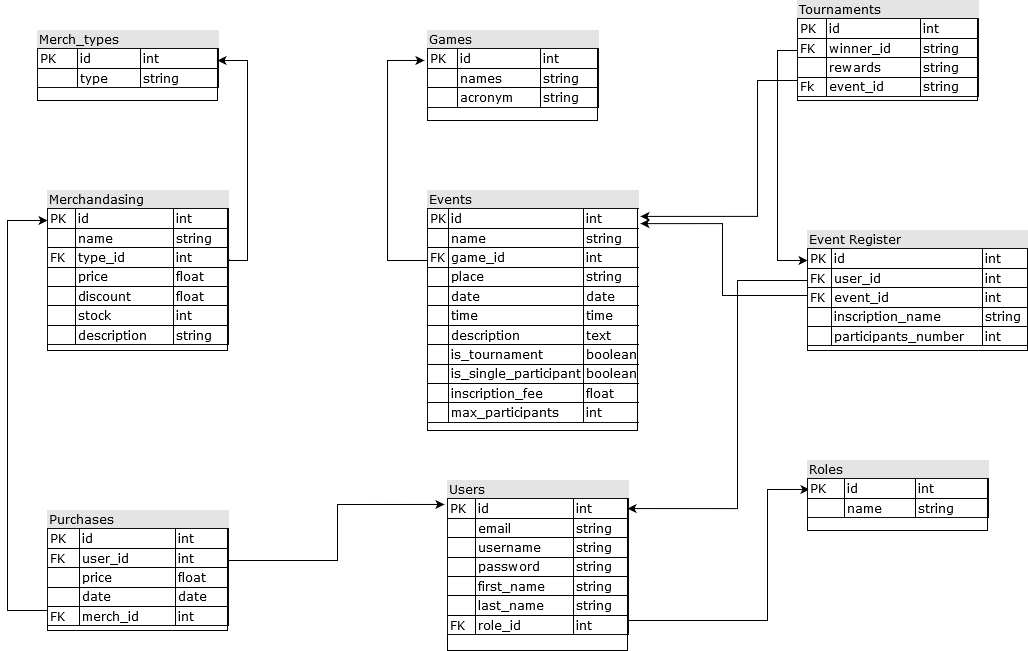 Merch_types
PK id int
type string
Games
PK id int
names string
acronym string
Tournaments
PK id int
FK winner_id string
rewards string
Fk event_id string
Merchandasing
PK id int
name string
FK type_id int
price float
discount float
stock int
description string
Events
PK id int
name string
FK game_id int
place string
date date
time time
description text
is_tournament boolean
is_single_participant boolean
inscription_fee float
max_participants int
Event Register
PK id int
FK user_id int
FK event_id int
inscription_name string
participants_number int
Purchases
PK id int
FK user_id int
price float
date date
FK merch_id int
Users
PK id int
email string
username string
password string
first_name string
last_name string
FK role_id int
Roles
PK id int
name string